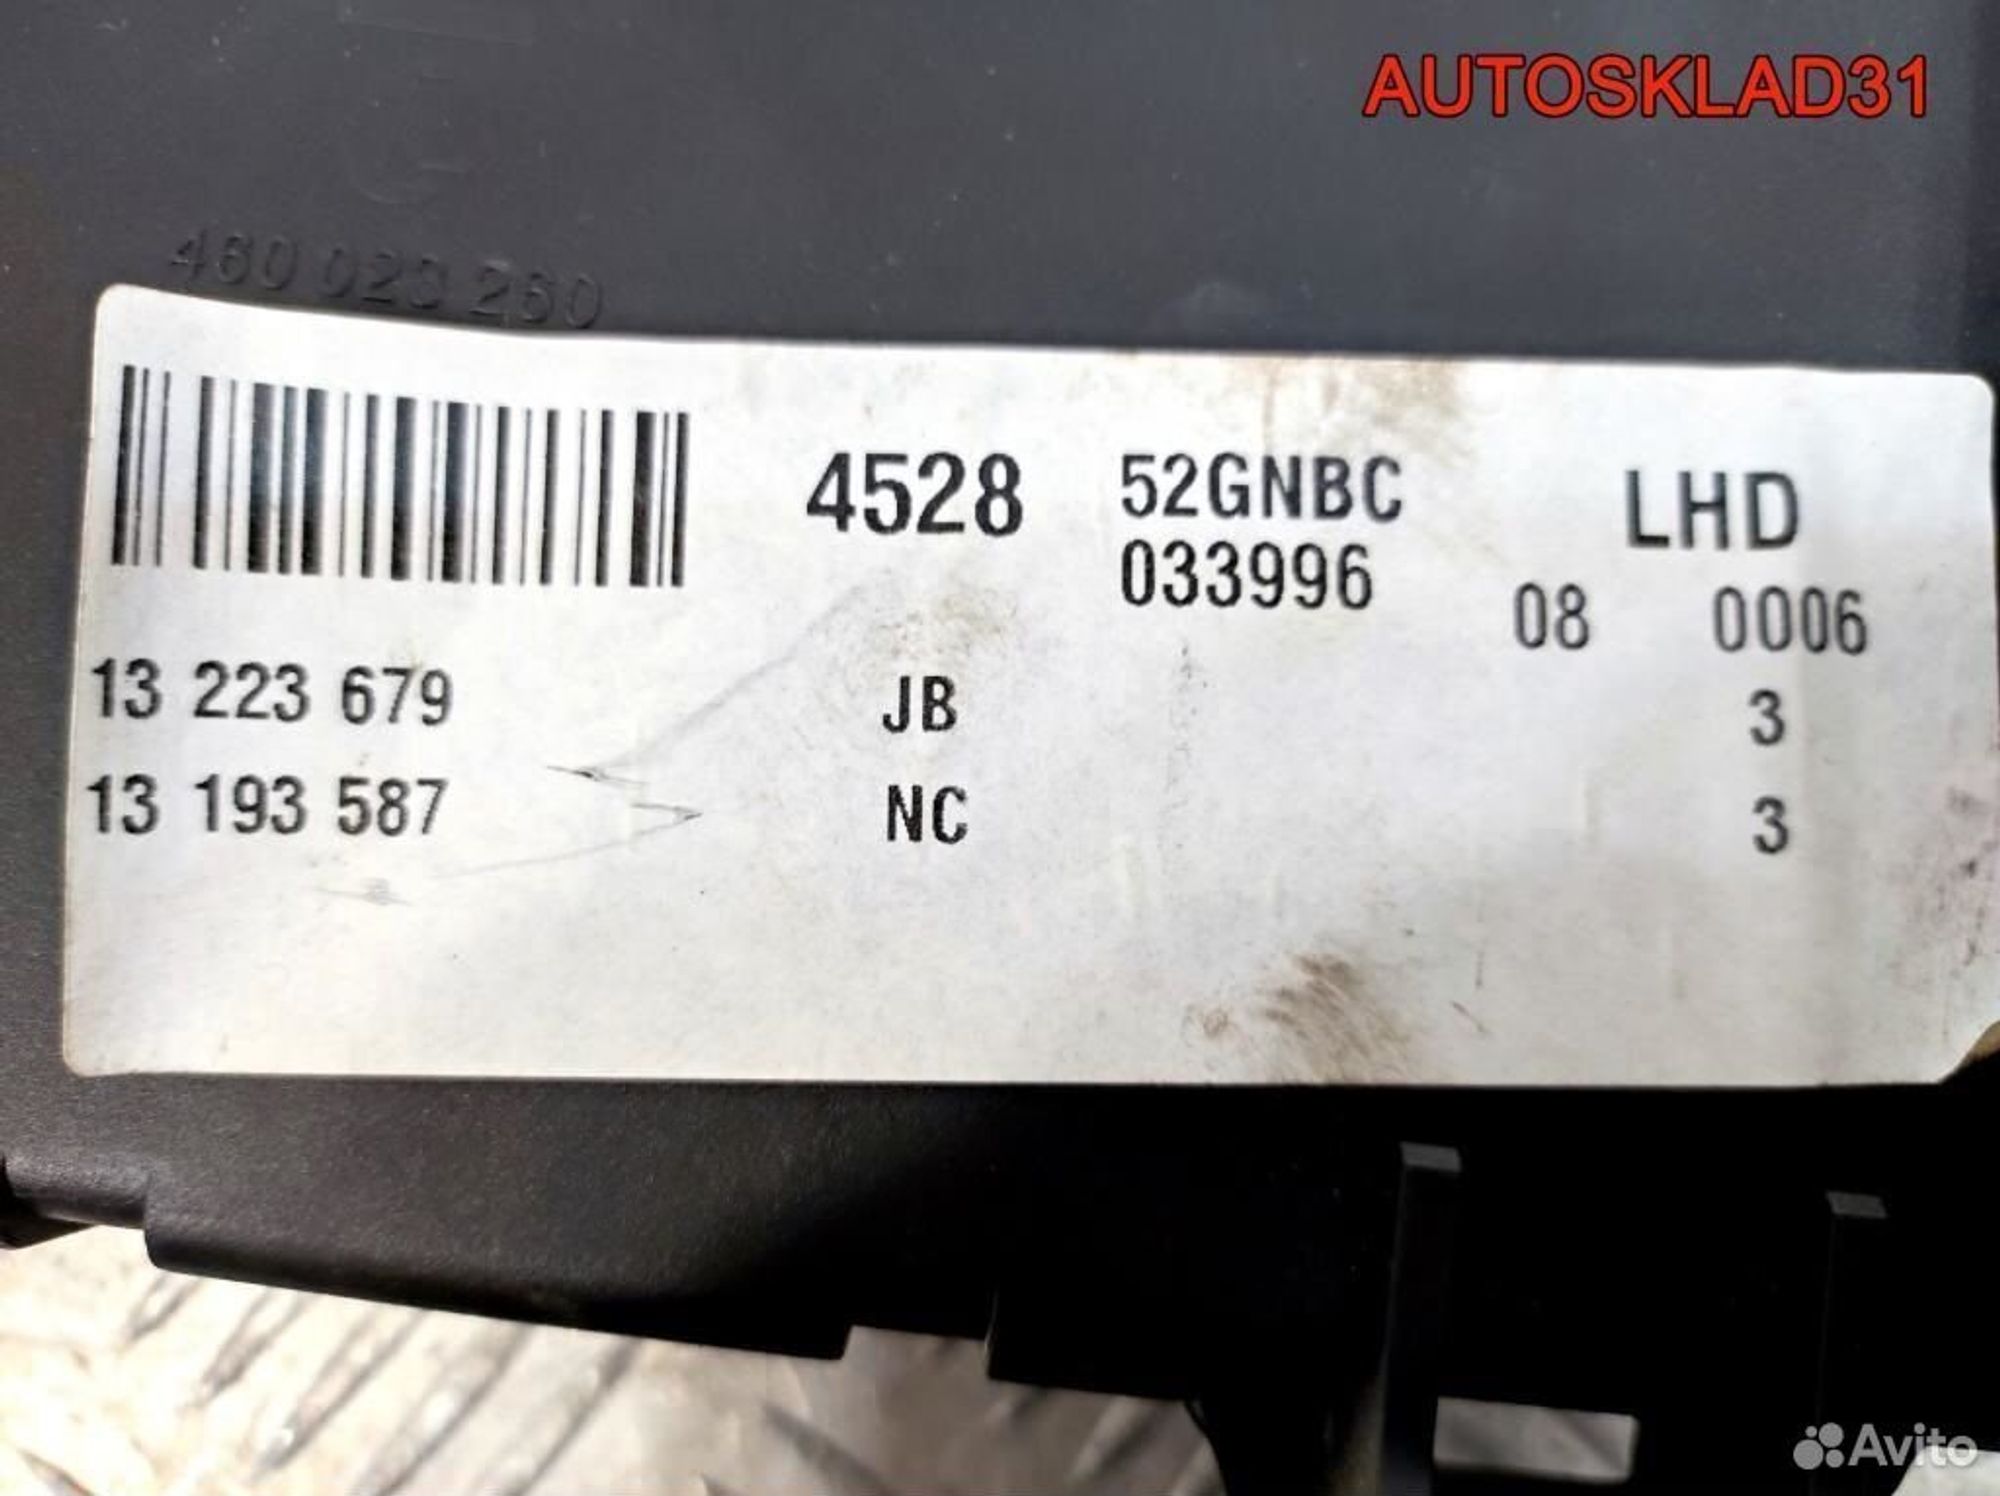 AUTOSKLAD31
460 023 260
4528 52GNBC LHD
033996 08 0006
13 223 679 JB 3
13 193 587 NC 3
Avito